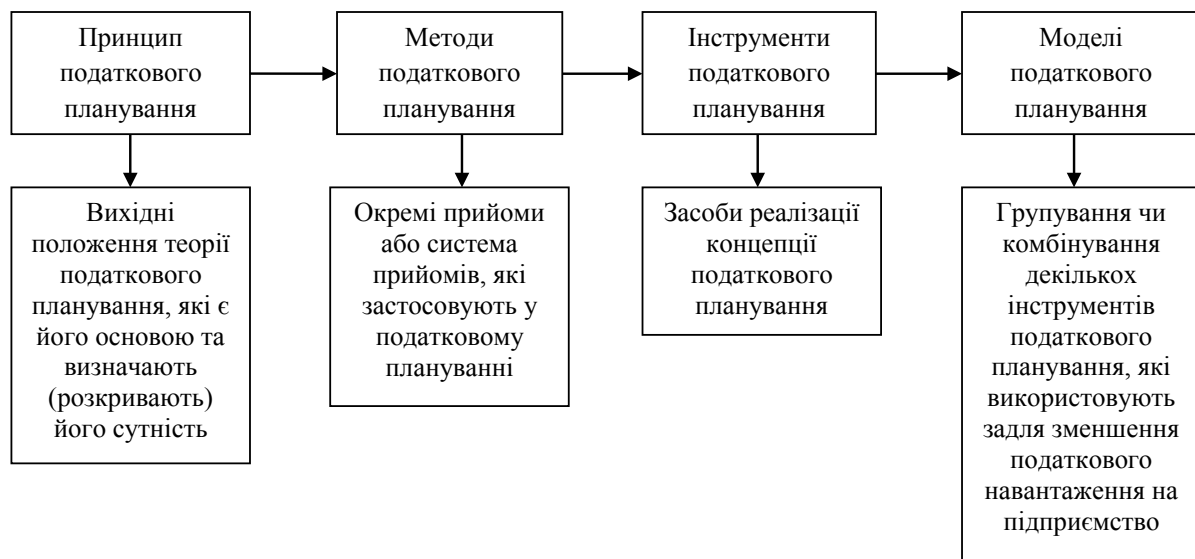 Принцип
податкового
планування
Методи
податкового
планування
Інструменти
податкового
планування
Моделі
податкового
планування
Вихідні
положення теорії
податкового
планування, які є
його основою та
визначають
(розкривають)
його сутність
Окремі прийоми
або система
прийомів, які
застосовують у
податковому
плануванні
Засоби реалізації
концепції
податкового
планування
Групування чи
комбінування
декількох
інструментів
податкового
планування, які
використовують
задля зменшення
податкового
навантаження на
підприємство